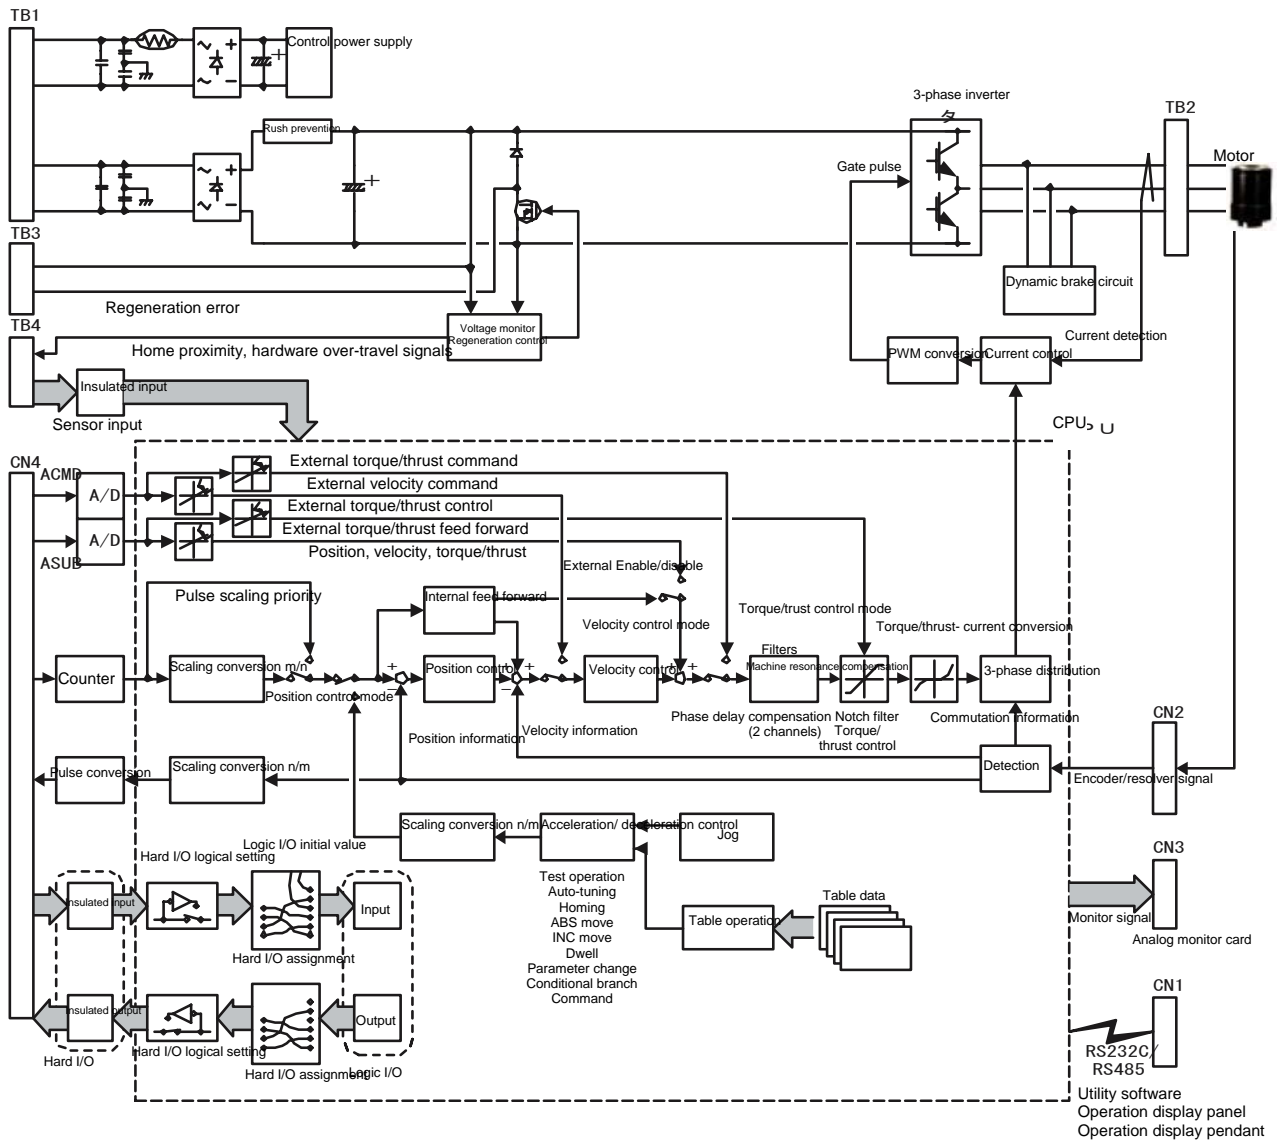 TB1
Control power supply
Rush prevention
3-phase inverter
タ
TB2
Gate pulse
Motor
TB3
Regeneration error
Dynamic brake circuit
TB4
Voltage monitor
Regeneration control
Home proximity, hardware over-travel signals
Current detection
PWM conversion
Current control
Insulated input
Sensor input
CPU
CN4
ACMD
A/D
External torque/thrust command
External velocity command
External torque/thrust control
A/D
External torque/thrust feed forward
ASUB
Position, velocity, torque/thrust
External Enable/disable
Pulse scaling priority
Internal feed forward
Torque/trust control mode
Velocity control mode
Torque/thrust- current conversion
Filters
Counter
Scaling conversion m/n
Position control
Velocity control
Machine resonance compensation
3-phase distribution
Position control mode
Phase delay compensation
(2 channels)
Notch filter
Torque/
thrust control
Commutation information
CN2
Position information
Velocity information
Pulse conversion
Scaling conversion n/m
Detection
Encoder/resolver signal
Scaling conversion n/m
Acceleration/ deceleration control
Jog
Logic I/O initial value
Hard I/O logical setting
CN3
Test operation
Auto-tuning
Homing
ABS move
INC move
Dwell
Parameter change
Conditional branch
Command
Table data
Table operation
Insulated input
Input
Monitor signal
Analog monitor card
Hard I/O assignment
CN1
Insulated output
Output
Hard I/O logical setting
Hard I/O
Hard I/O assignment
Logic I/O
RS232C/
RS485
Utility software
Operation display panel
Operation display pendant